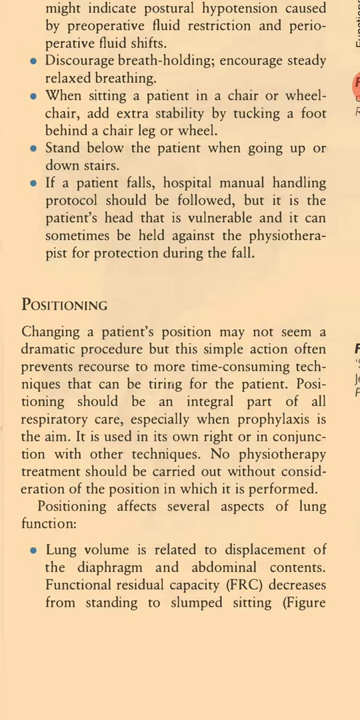 might indicate postural hypotension caused
by preoperative fluid restriction and perio-
perative fluid shifts.
• Discourage breath-holding; encourage steady
relaxed breathing.
• When sitting a patient in a chair or wheel-
chair, add extra stability by tucking a foot
behind a chair leg or wheel.
• Stand below the patient when going up or
down stairs.
• If a patient falls, hospital manual handling
protocol should be followed, but it is the
patient's head that is vulnerable and it can
sometimes be held against the physiothera-
pist for protection during the fall.
POSITIONING
Changing a patient's position may not seem a
dramatic procedure but this simple action often
prevents recourse to more time-consuming tech-
niques that can be tiring for the patient. Posi-
tioning should be an integral part of all
respiratory care, especially when prophylaxis is
the aim. It is used in its own right or in conjunc-
tion with other techniques. No physiotherapy
treatment should be carried out without consid-
eration of the position in which it is performed.
Positioning affects several aspects of lung
function:
• Lung volume is related to displacement of
the diaphragm and abdominal contents.
Functional residual capacity (FRC) decreases
from standing to slumped sitting (Figure